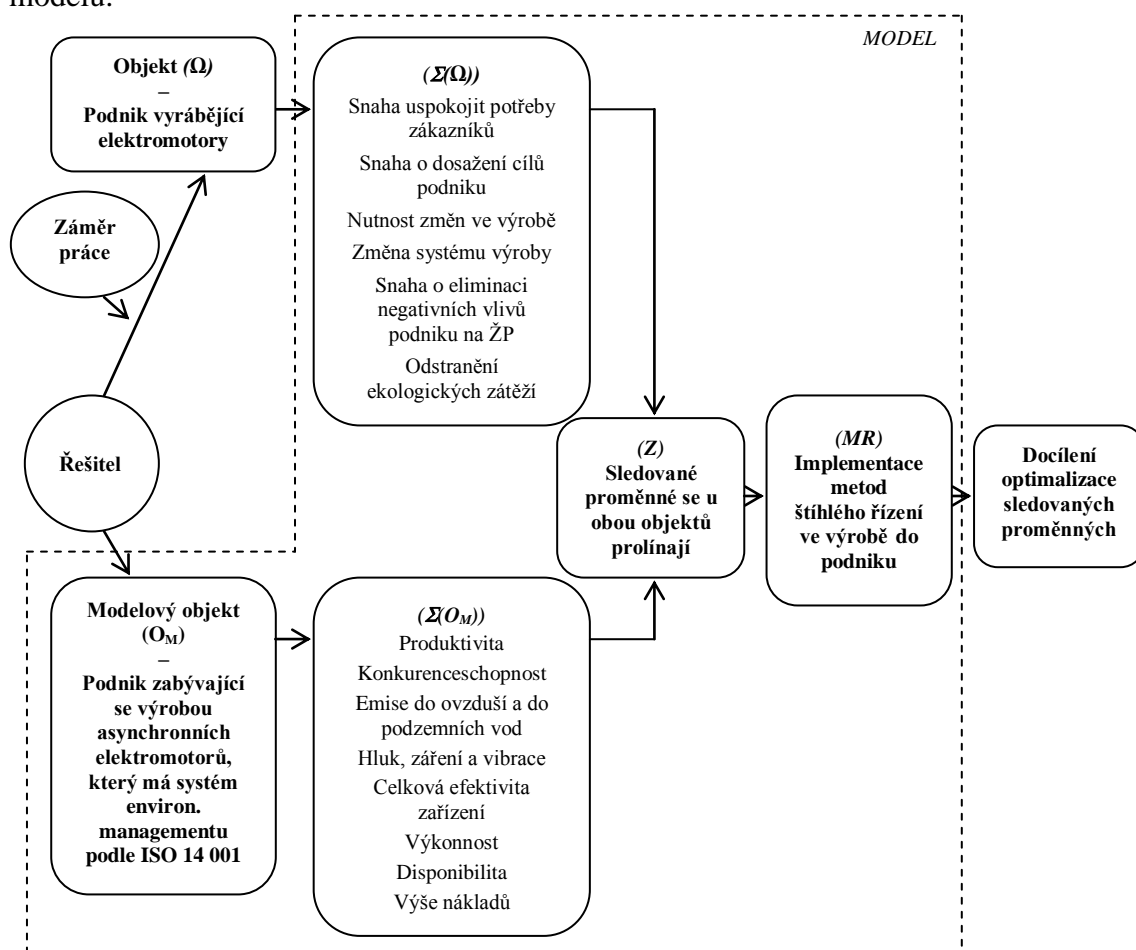 modelu.
MODEL
Objekt (Ω)
–
Podnik vyrábějící
elektromotory
(Σ(Ω))
Snaha uspokojit potřeby
zákazníků
Snaha o dosažení cílů
podniku
Nutnost změn ve výrobě
Změna systému výroby
Snaha o eliminaci
negativních vlivů
podniku na ŽP
Odstranění
ekologických zátěží
Záměr
práce
Řešitel
(Z)
Sledované
proměnné se u
obou objektů
prolínají
(MR)
Implementace
metod
štíhlého řízení
ve výrobě do
podniku
Docílení
optimalizace
sledovaných
proměnných
Modelový objekt
(OM)
–
Podnik zabývající
se výrobou
asynchronních
elektromotorů,
který má systém
environ.
managementu
podle ISO 14 001
(Σ(OM))
Produktivita
Konkurenceschopnost
Emise do ovzduší a do
podzemních vod
Hluk, záření a vibrace
Celková efektivita
zařízení
Výkonnost
Disponibilita
Výše nákladů